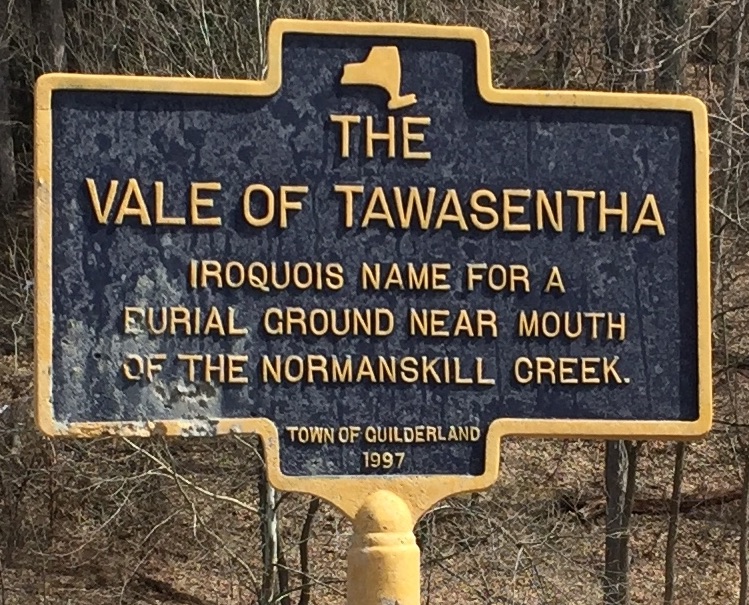 THE
VALE OF TAWASENTHA
IROQUOIS NAME FOR A
BURIAL GROUND NEAR MOUTH
OF THE NORMANSKILL CREEK.
TOWN OF GUILDERLAND
1997